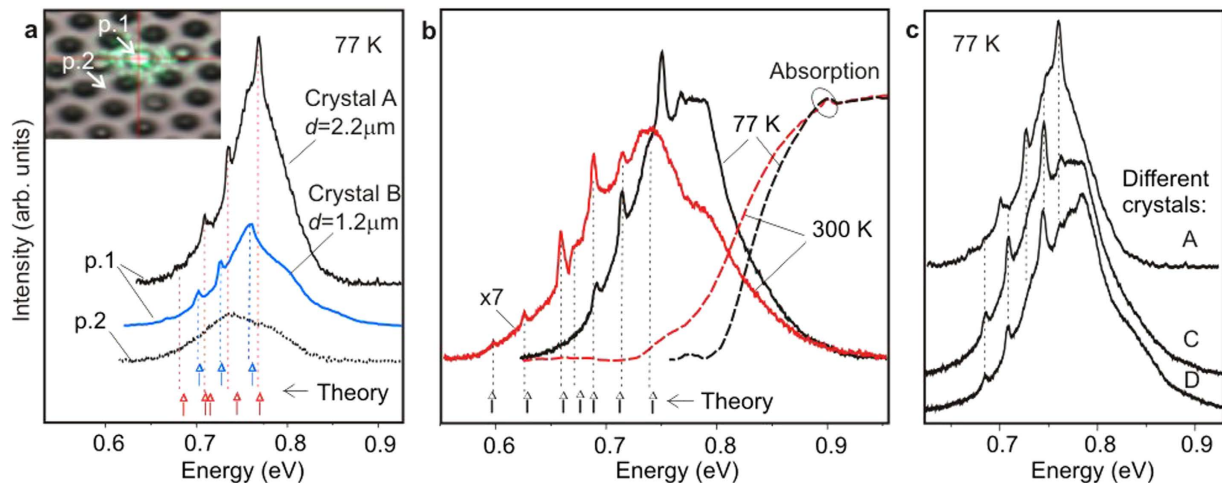 a
p.1
p.2
77 K
Crystal A
d=2.2μm
Crystal B
d=1.2μm
p.1
p.2
Theory
0.6 0.7 0.8 0.9
Energy (eV)
Intensity (arb. units)
b
Absorption
77 K
300 K
x7
Theory
0.6 0.7 0.8 0.9
Energy (eV)
c
77 K
Different
crystals:
A
C
D
0.7 0.8 0.9
Energy (eV)